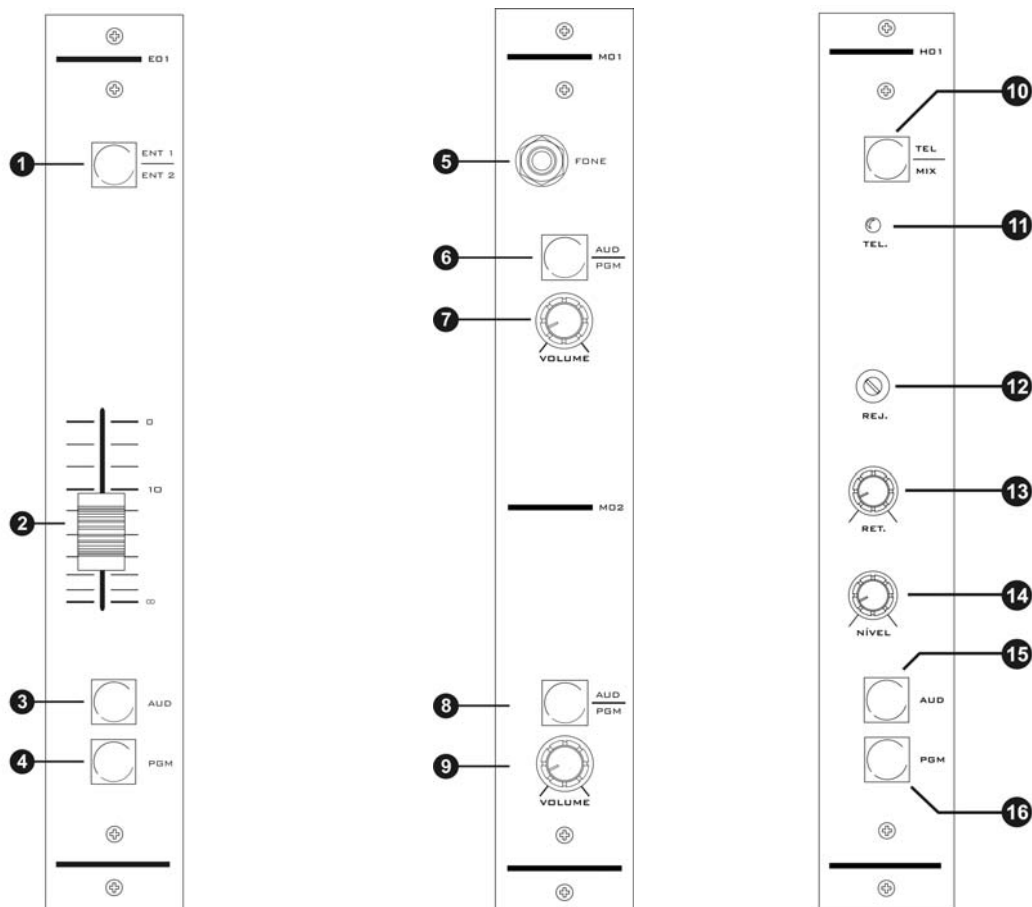 E01
1
ENT 1
ENT 2
0
10
2
∞
3
AUD
4
PGM
M01
5
FONE
6
AUD
PGM
7
VOLUME
M02
8
AUD
PGM
9
VOLUME
H01
10
TEL
MIX
11
TEL.
12
REJ.
13
RET.
14
NÍVEL
15
AUD
PGM
16